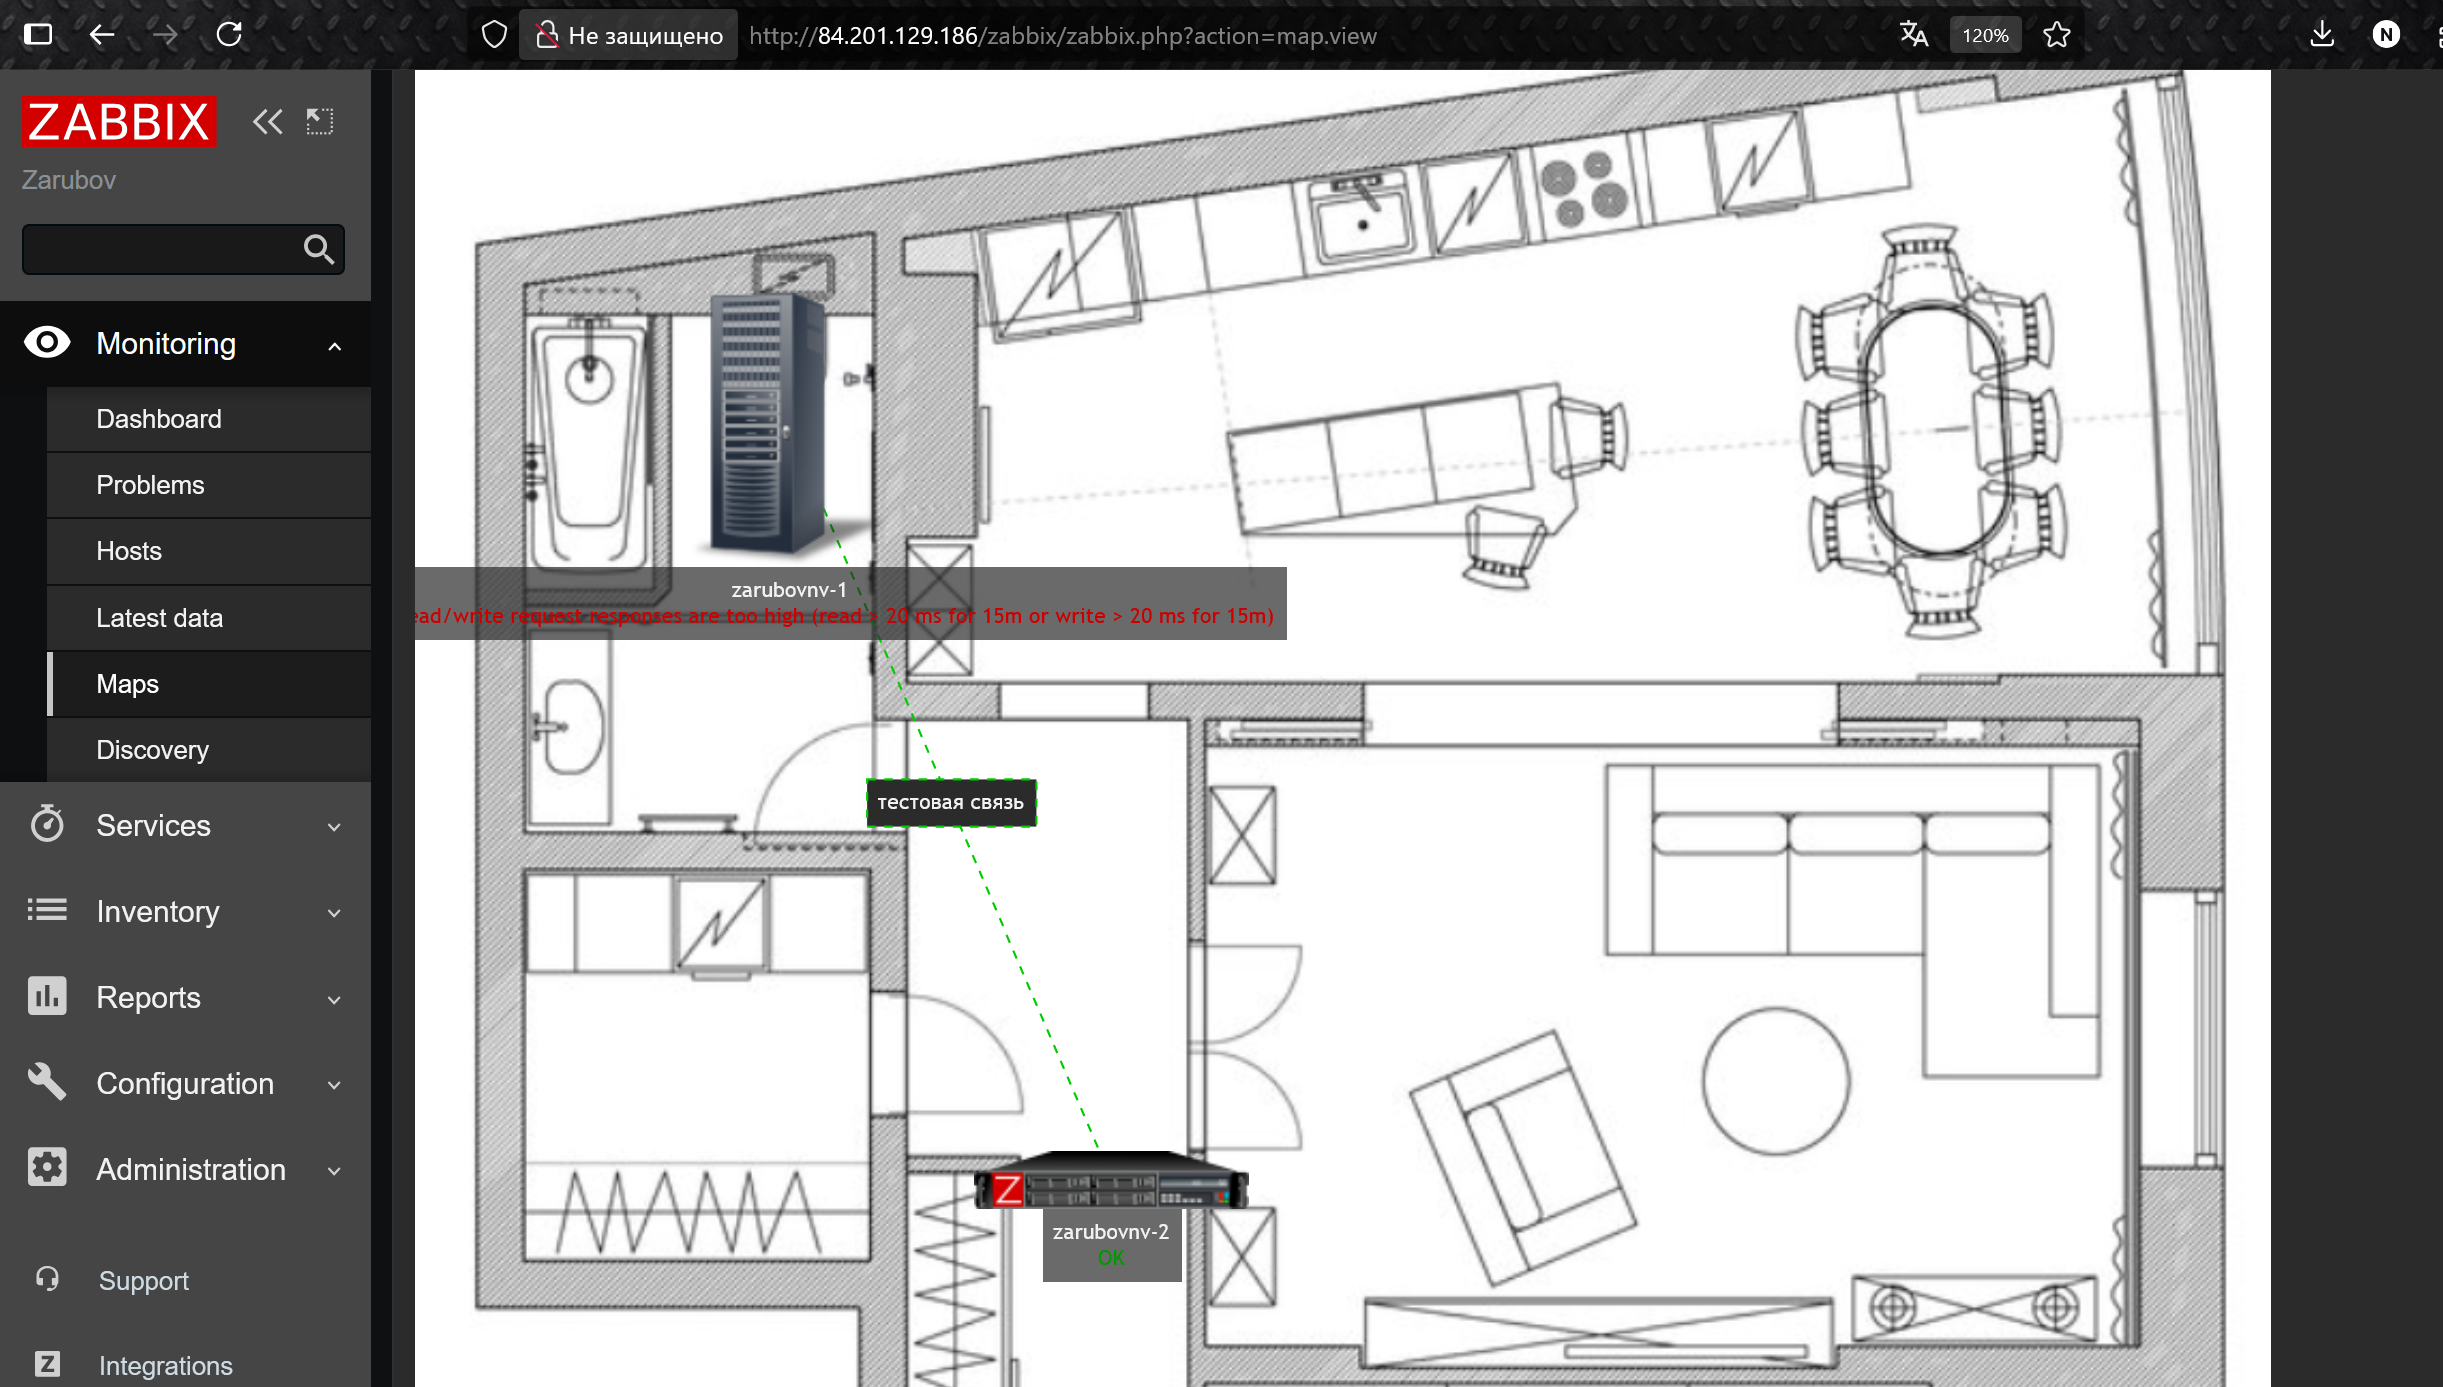 Не защищено
http://84.201.129.186/zabbix/zabbix.php?action=map.view
120%
N
ZABBIX
Zarubov
Monitoring
Dashboard
Problems
Hosts
Latest data
Maps
Discovery
Services
Inventory
Reports
Configuration
Administration
Support
Z
Integrations
zarubovnv-1
ead/write request responses are too high (read > 20 ms for 15m or write > 20 ms for 15m)
тестовая связь
Z
zarubovnv-2
OK